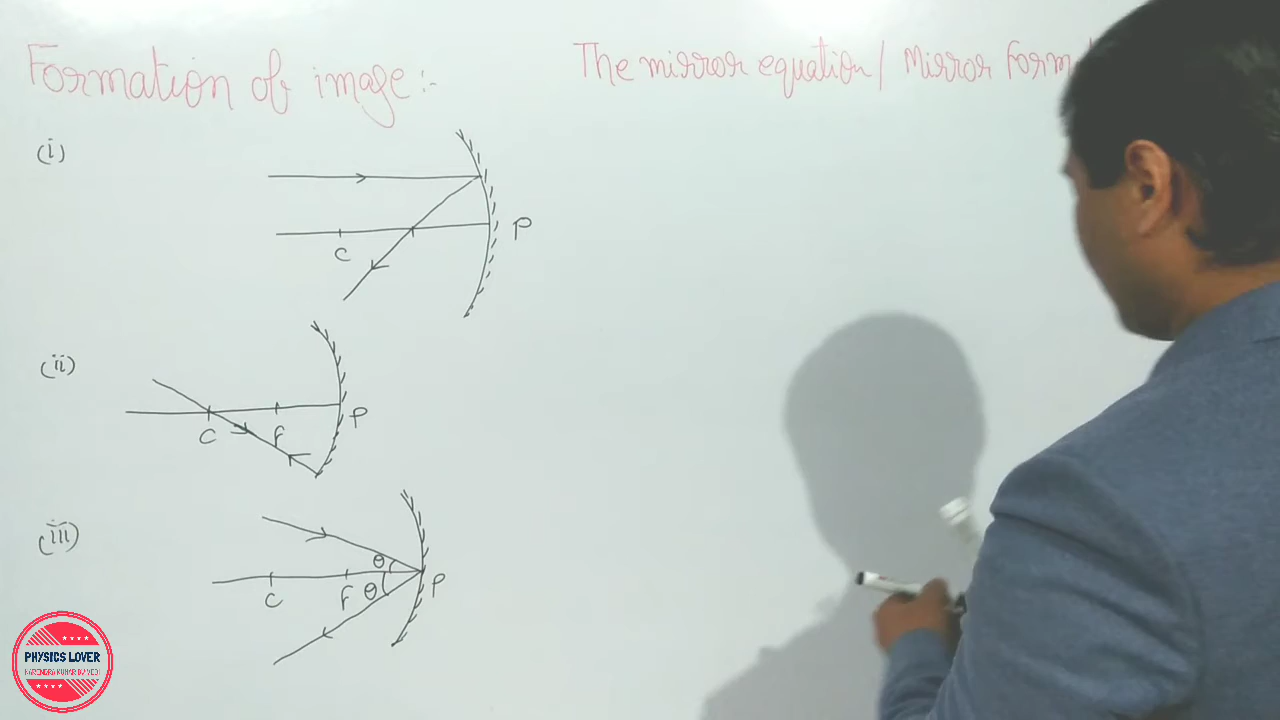 Formation of image:-
The mirror equation / Mirror Form
(i)
C
P
(ii)
C
F
P
(iii)
θ
θ
C
F
P
PHYSICS LOVER